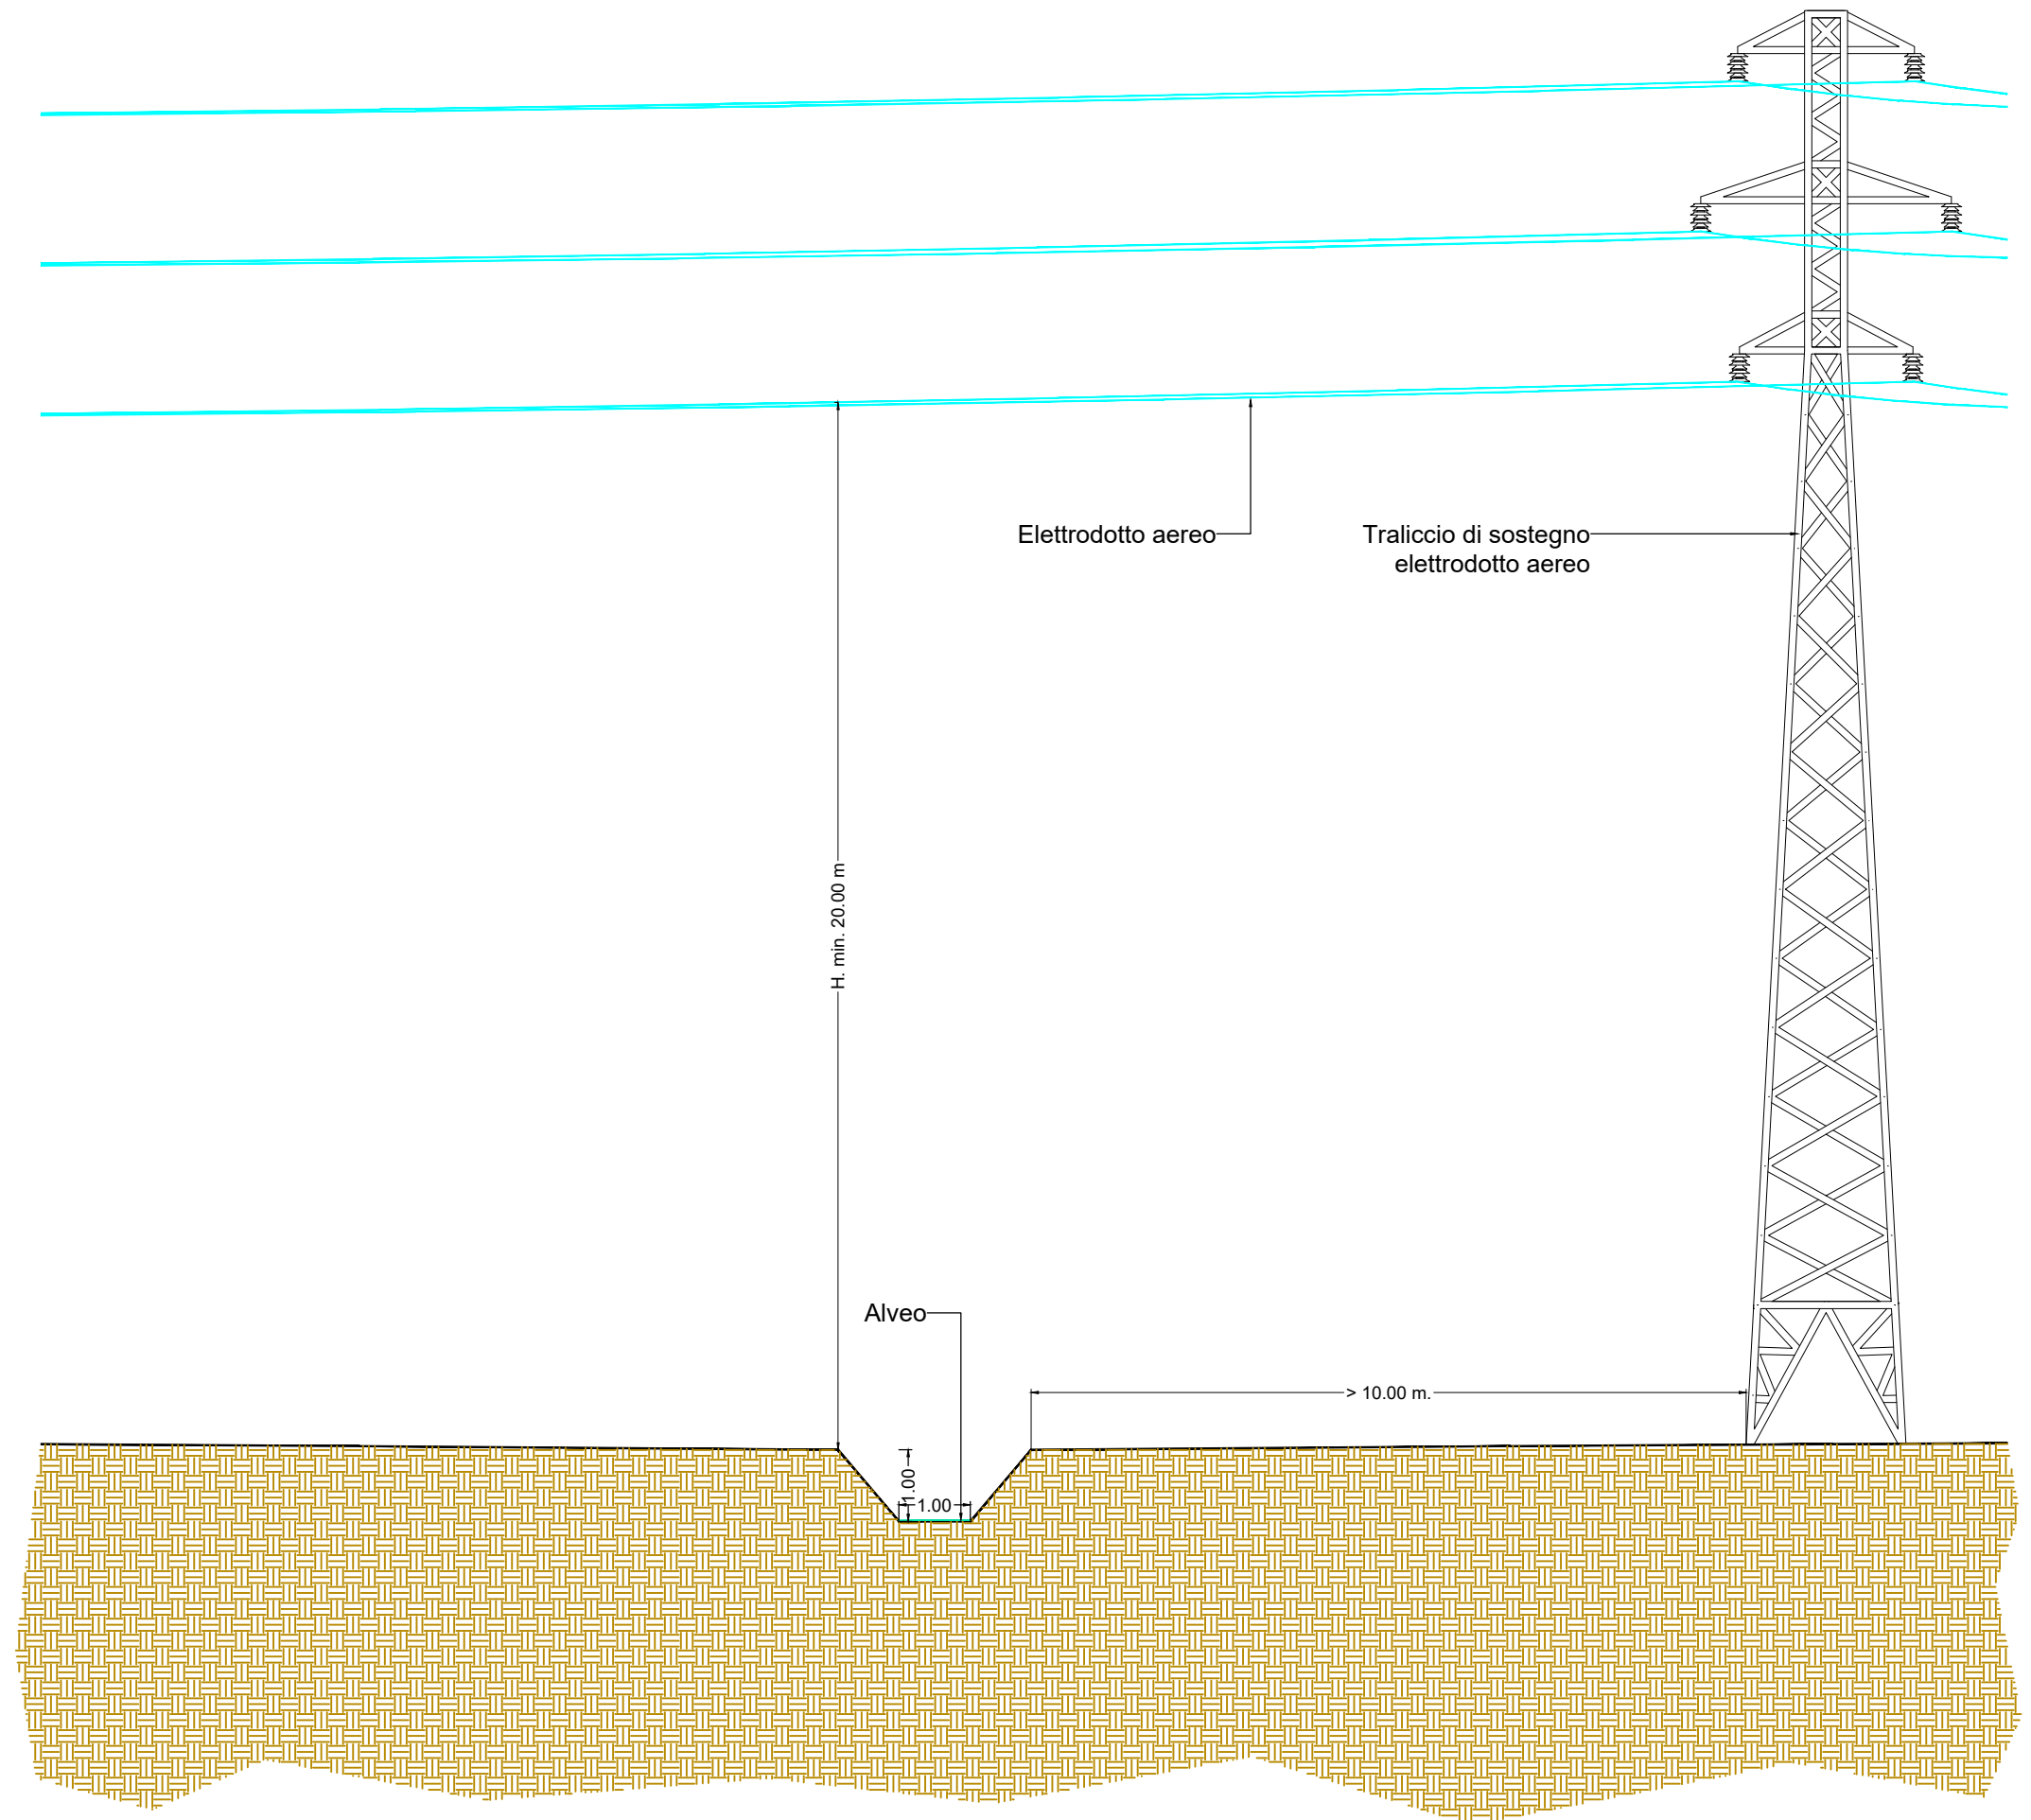 Elettrodotto aereo
Traliccio di sostegno
elettrodotto aereo
H. min. 20.00 m
Alveo
> 10.00 m.
1.00
1.00